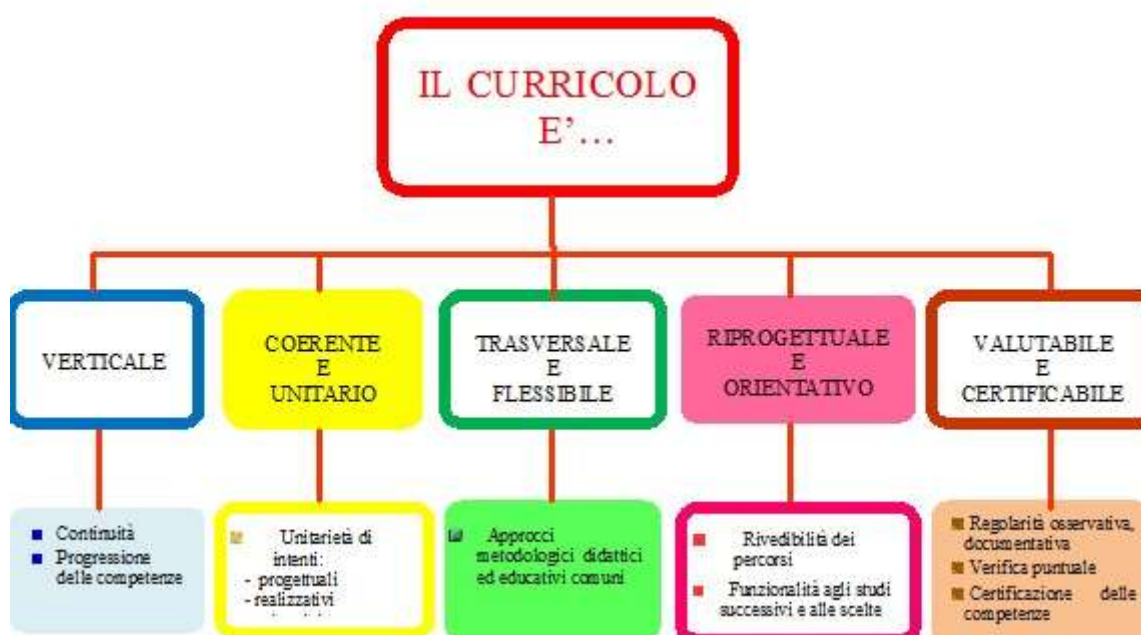 IL CURRICOLO
E'...
VERTICALE
COERENTE
E
UNITARIO
TRASVERSALE
E
FLESSIBILE
RIPROGETTUALE
E
ORIENTATIVO
VALUTABILE
E
CERTIFICABILE
Continuità
Progressione
delle competenze
Unitarietà di
intenti:
- progettuali
- realizzativi
Approcci
metodologici didattici
ed educativi comuni
Rivedibilità dei
percorsi
Funzionalità agli studi
successivi e alle scelte
Regolarità osservativa,
documentativa
Verifica puntuale
Certificazione delle
competenze